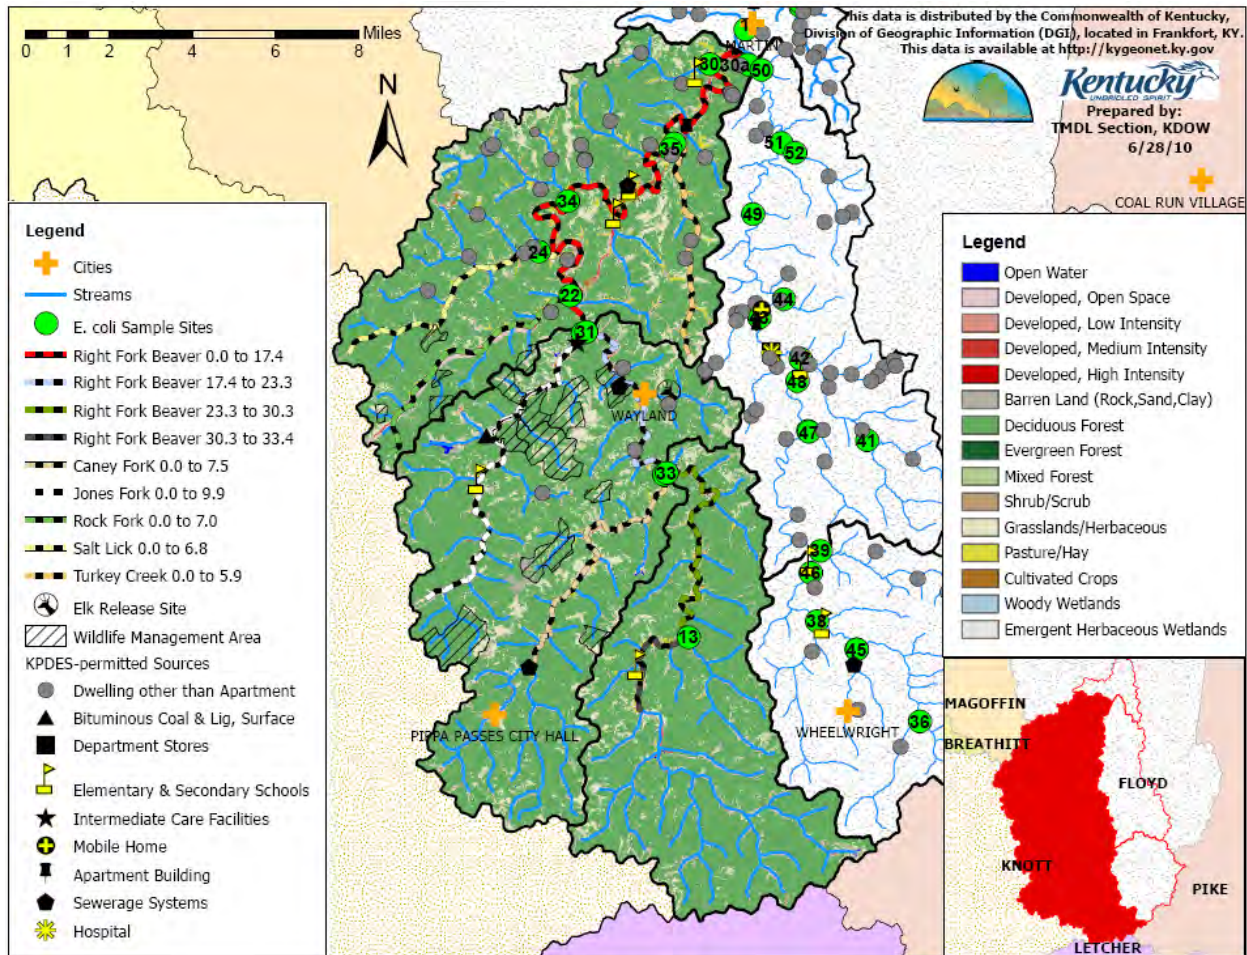 0 1 2 4 6 8 Miles
N
This data is distributed by the Commonwealth of Kentucky,
Division of Geographic Information (DGI), located in Frankfort, KY.
This data is available at http://kygeonet.ky.gov
Kentucky
UNBRIDLED SPIRIT
Prepared by:
TMDL Section, KDOW
6/28/10
COAL RUN VILLAGE
MARTIN
30
30a
50
51
52
35
34
49
24
22
44
31
42
48
WAYLAND
47
41
33
39
46
38
13
45
36
PIPPA PASSES CITY HALL
WHEELWRIGHT
Legend
Cities
Streams
E. coli Sample Sites
Right Fork Beaver 0.0 to 17.4
Right Fork Beaver 17.4 to 23.3
Right Fork Beaver 23.3 to 30.3
Right Fork Beaver 30.3 to 33.4
Caney ForK 0.0 to 7.5
Jones Fork 0.0 to 9.9
Rock Fork 0.0 to 7.0
Salt Lick 0.0 to 6.8
Turkey Creek 0.0 to 5.9
Elk Release Site
Wildlife Management Area
KPDES-permitted Sources
Dwelling other than Apartment
Bituminous Coal & Lig, Surface
Department Stores
Elementary & Secondary Schools
Intermediate Care Facilities
Mobile Home
Apartment Building
Sewerage Systems
Hospital
Legend
Open Water
Developed, Open Space
Developed, Low Intensity
Developed, Medium Intensity
Developed, High Intensity
Barren Land (Rock,Sand,Clay)
Deciduous Forest
Evergreen Forest
Mixed Forest
Shrub/Scrub
Grasslands/Herbaceous
Pasture/Hay
Cultivated Crops
Woody Wetlands
Emergent Herbaceous Wetlands
MAGOFFIN
BREATHITT
FLOYD
KNOTT
PIKE
LETCHER